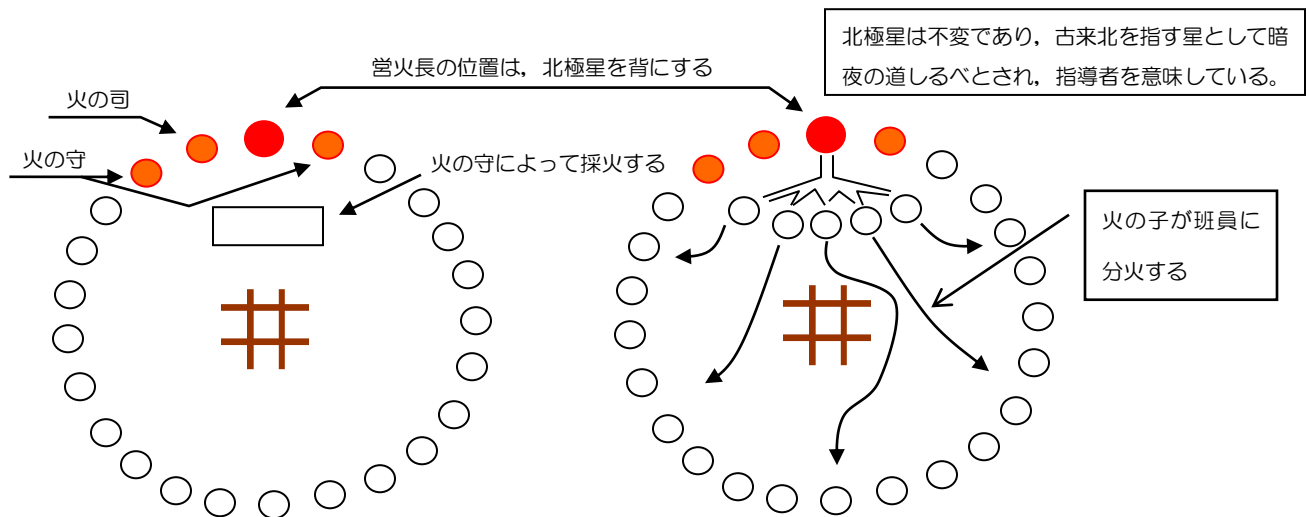 北極星は不変であり，古来北を指す星として暗
夜の道しるべとされ，指導者を意味している。
営火長の位置は，北極星を背にする
火の司
火の守
火の守によって採火する
火の子が班員に
分火する